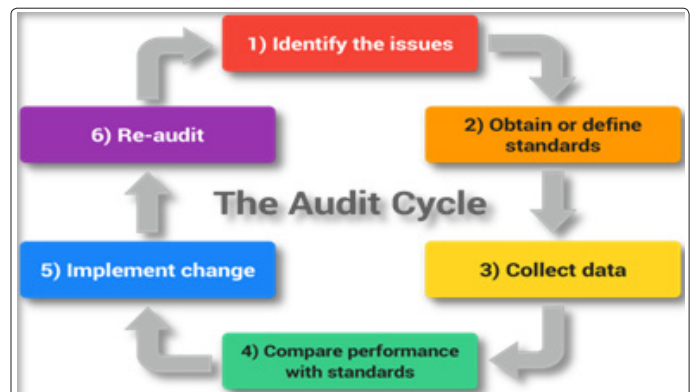 1) Identify the issues
2) Obtain or define
standards
3) Collect data
4) Compare performance
with standards
5) Implement change
6) Re-audit
The Audit Cycle